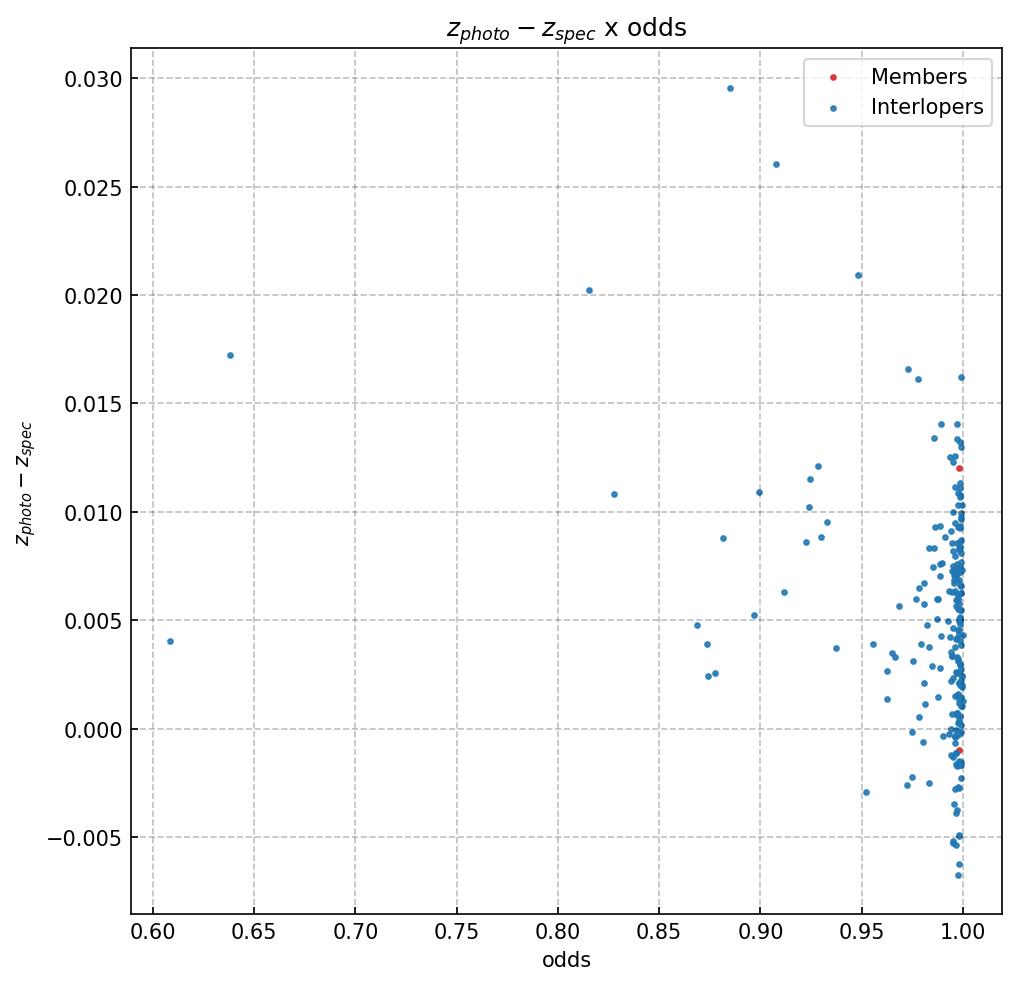 z_photo − z_spec x odds
Members
Interlopers
0.030
0.025
0.020
0.015
0.010
0.005
0.000
−0.005
z_photo − z_spec
0.60 0.65 0.70 0.75 0.80 0.85 0.90 0.95 1.00
odds